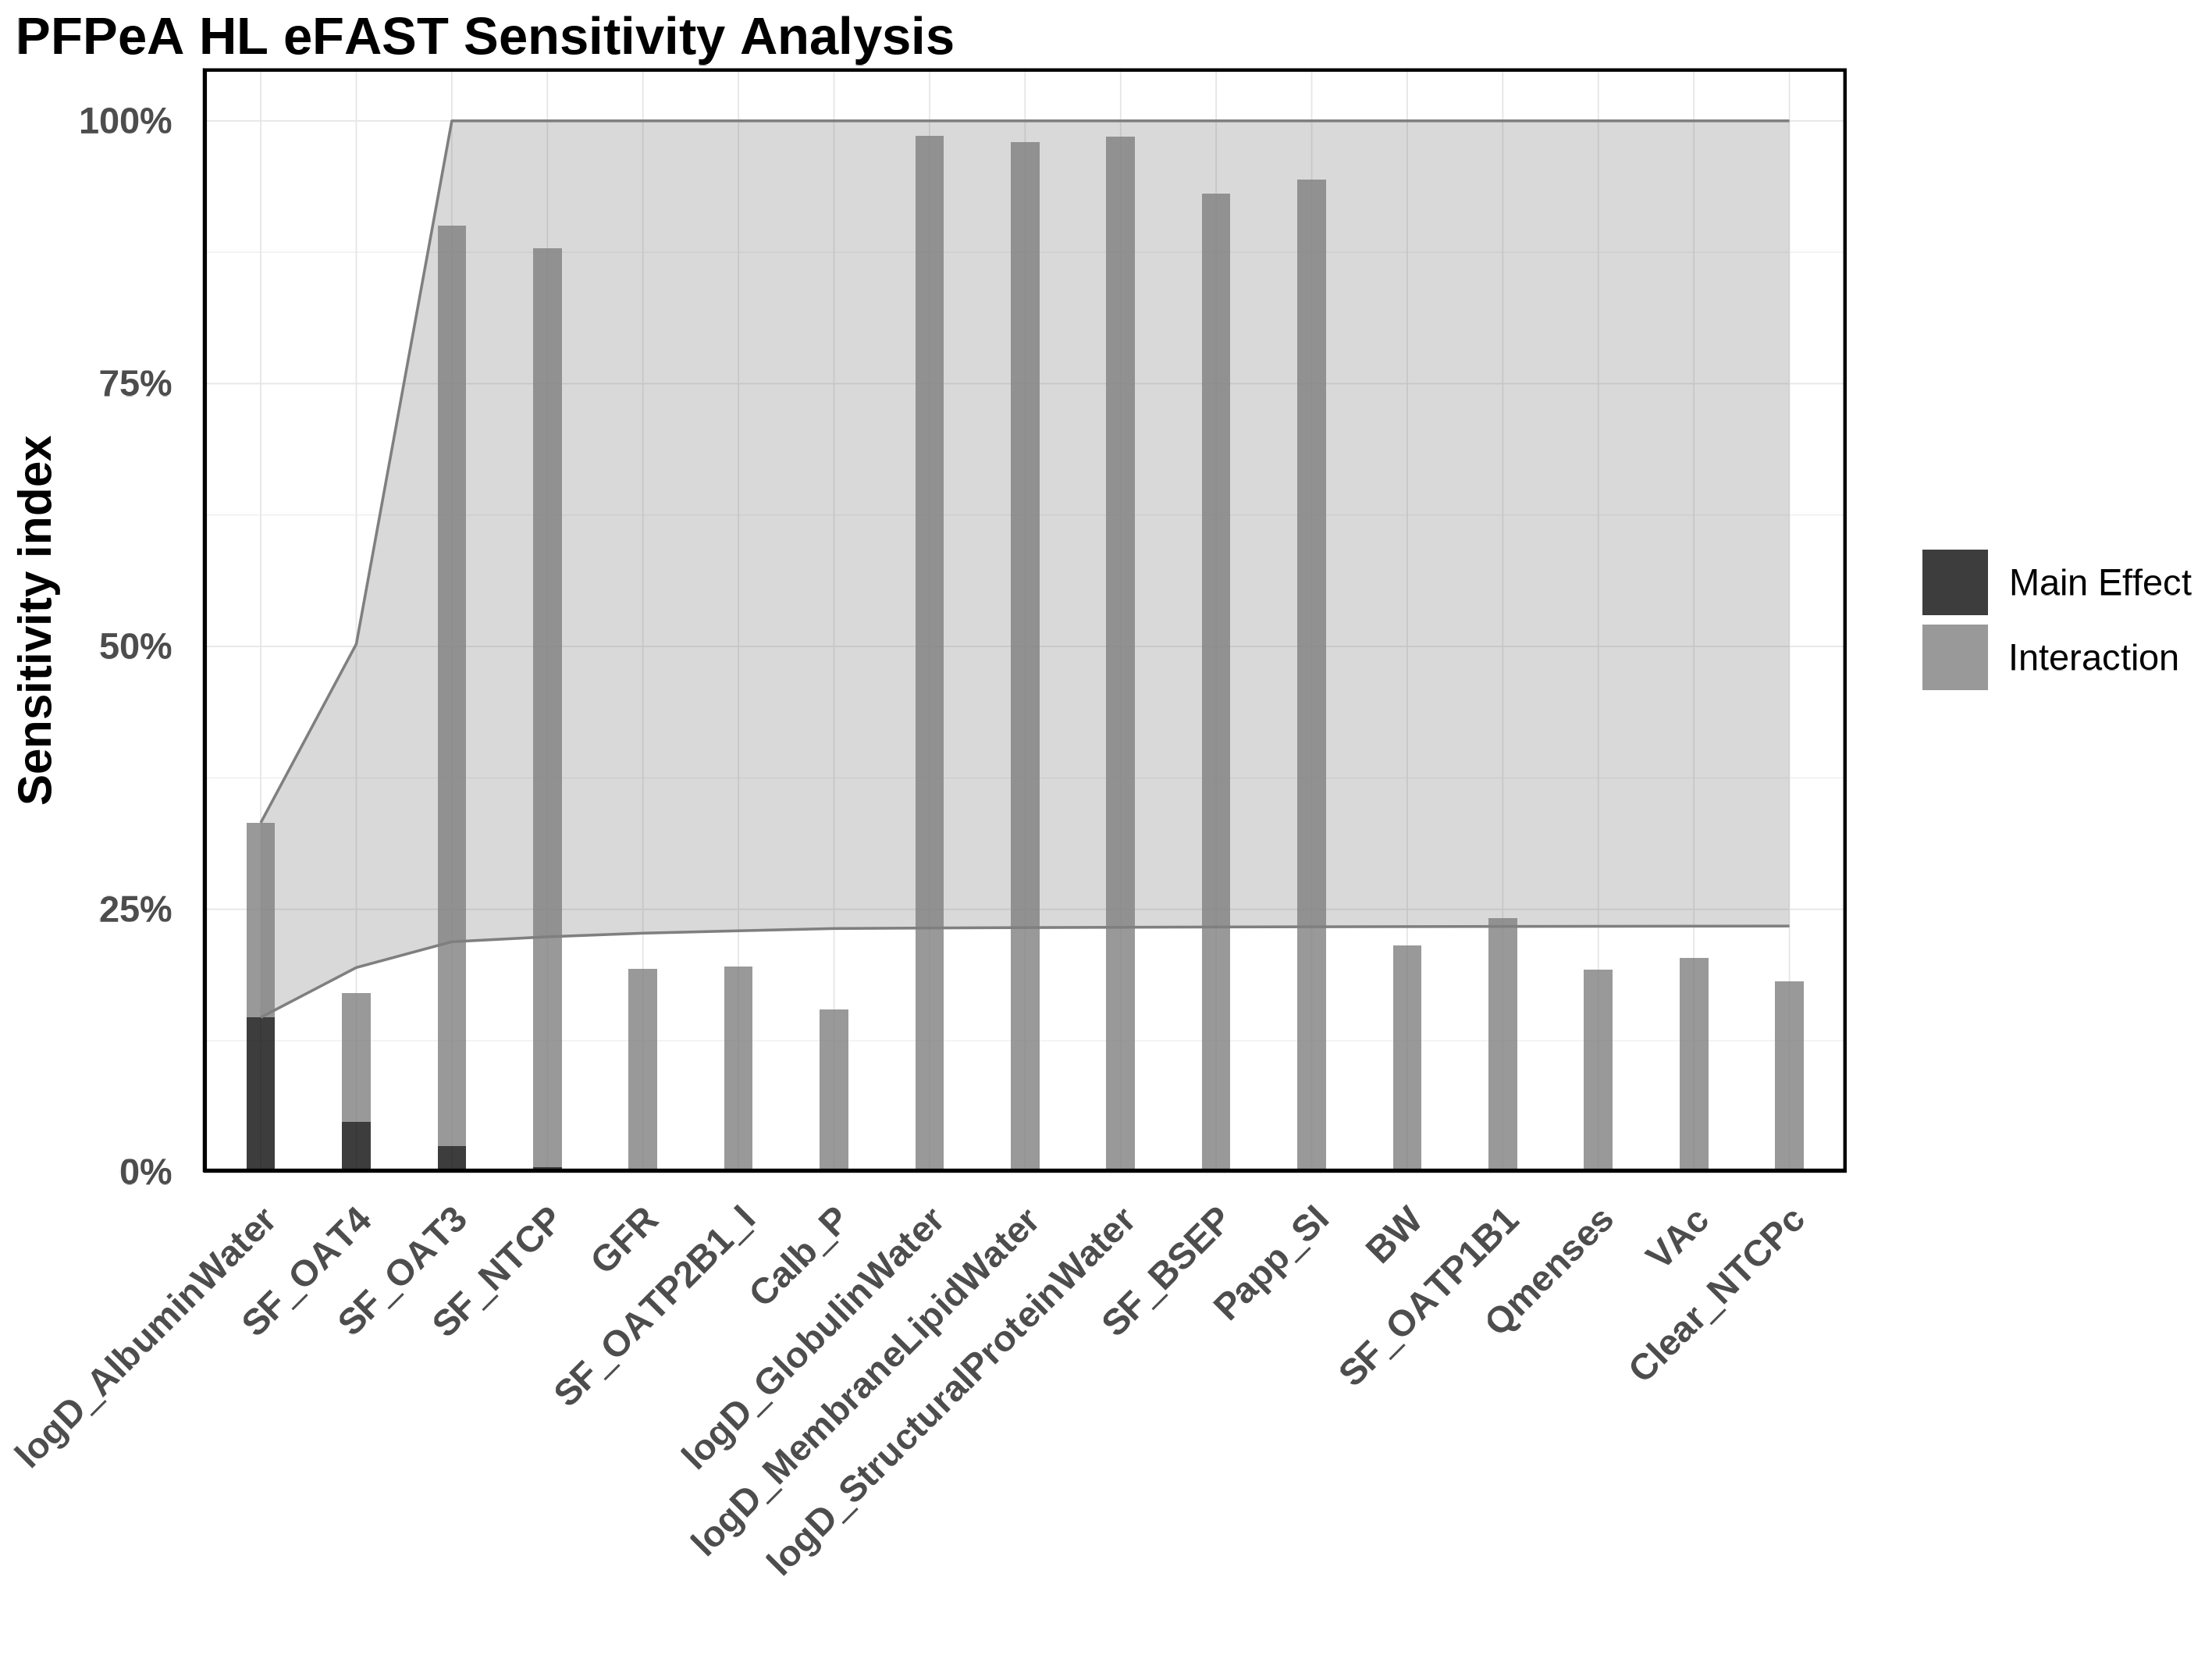 PFPeA HL eFAST Sensitivity Analysis
Sensitivity index
100%
75%
50%
25%
0%
logD_AlbuminWater
SF_OAT4
SF_OAT3
SF_NTCP
GFR
SF_OATP2B1_I
Calb_P
logD_GlobulinWater
logD_MembraneLipidWater
logD_StructuralProteinWater
SF_BSEP
Papp_SI
BW
SF_OATP1B1
Qmenses
VAc
Clear_NTCPc
Main Effect
Interaction